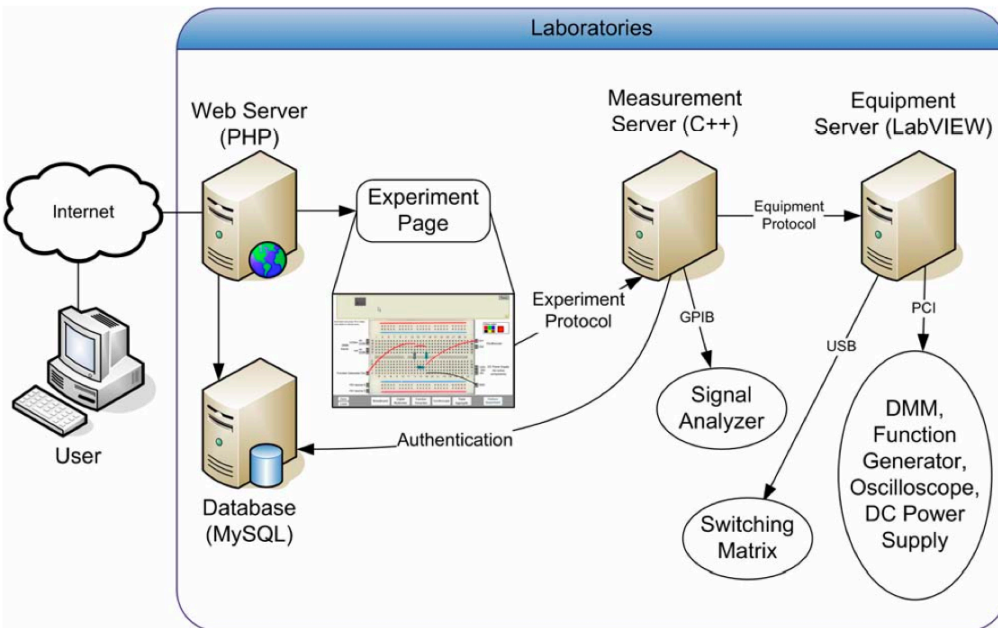 Laboratories
Web Server
(PHP)
Measurement
Server (C++)
Equipment
Server (LabVIEW)
Internet
Experiment
Page
Equipment
Protocol
Experiment
Protocol
GPIB
USB
PCI
User
Authentication
Signal
Analyzer
DMM,
Function
Generator,
Oscilloscope,
DC Power
Supply
Database
(MySQL)
Switching
Matrix